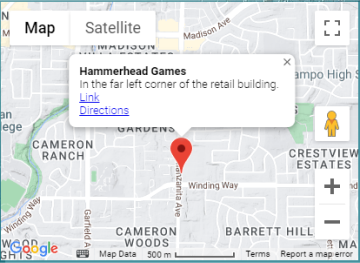 Map
Satellite
Madison Ave
MADISON
Hammerhead Games
In the far left corner of the retail building.
Link
Directions
ampo High S
GARDENS
CAMERON
RANCH
CRESTVIEW
ESTATES
Manzanita Ave
Winding Way
Winding Way
Garfield Ave
CAMERON
WOODS
BARRETT HILL
Google
Map Data
500 m
Terms
Report a map error